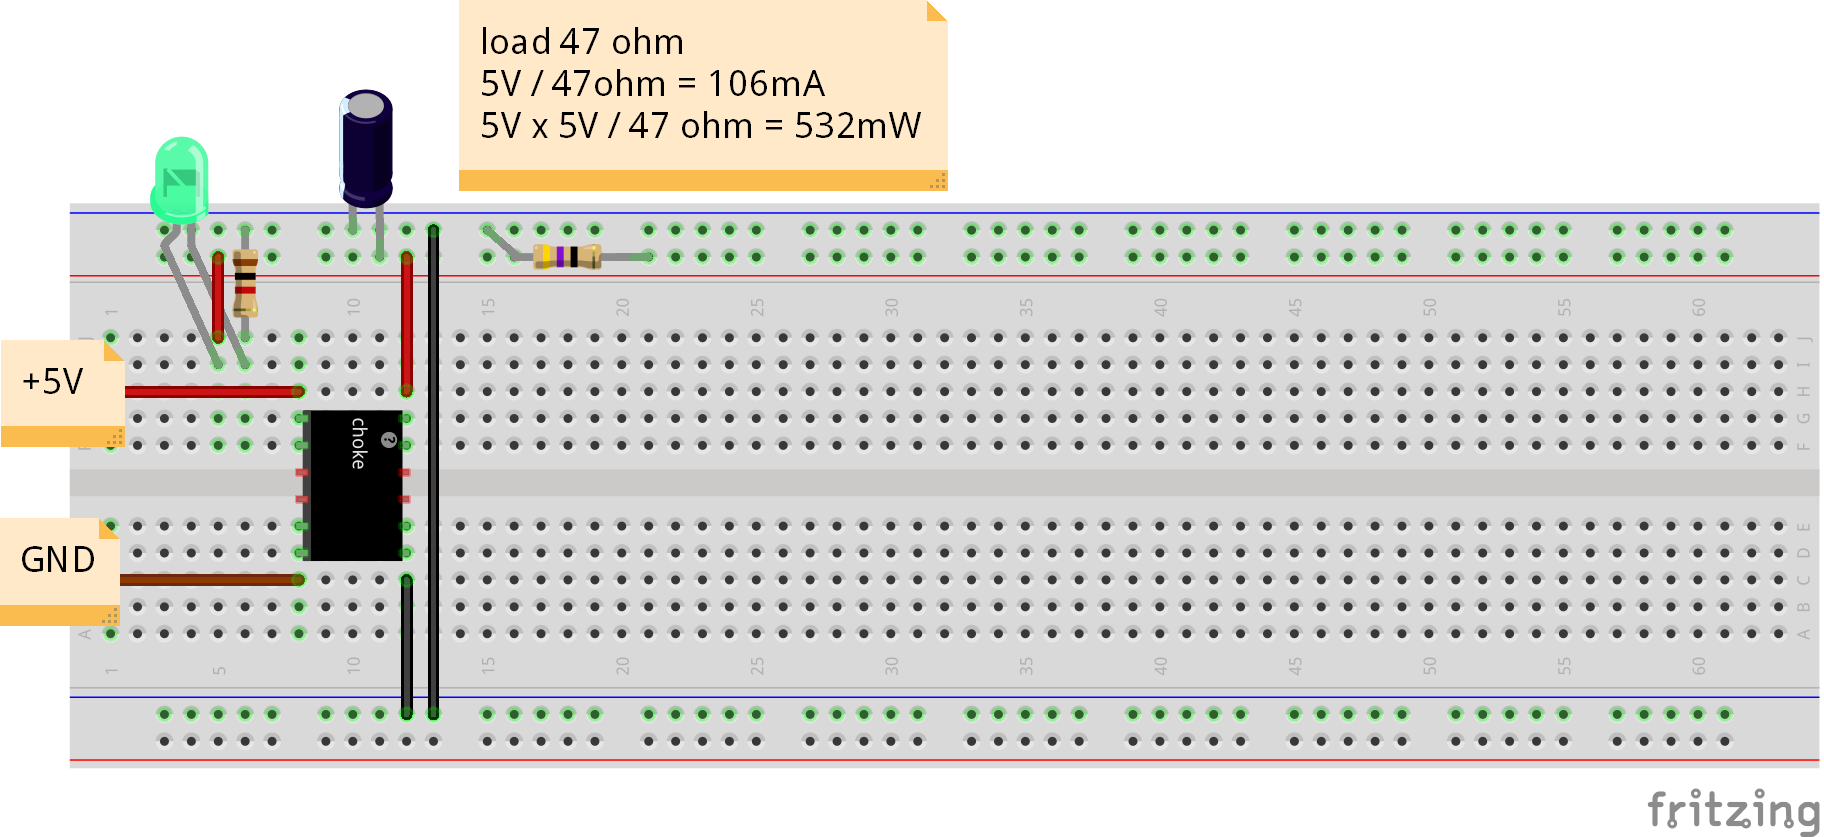 load 47 ohm
5V / 47ohm = 106mA
5V x 5V / 47 ohm = 532mW
1 10 15 20 25 30 35 40 45 50 55 60
J
I
+5V
H
choke
?
G
F
E
GND
D
C
B
A A
1 5 10 15 20 25 30 35 40 45 50 55 60
fritzing